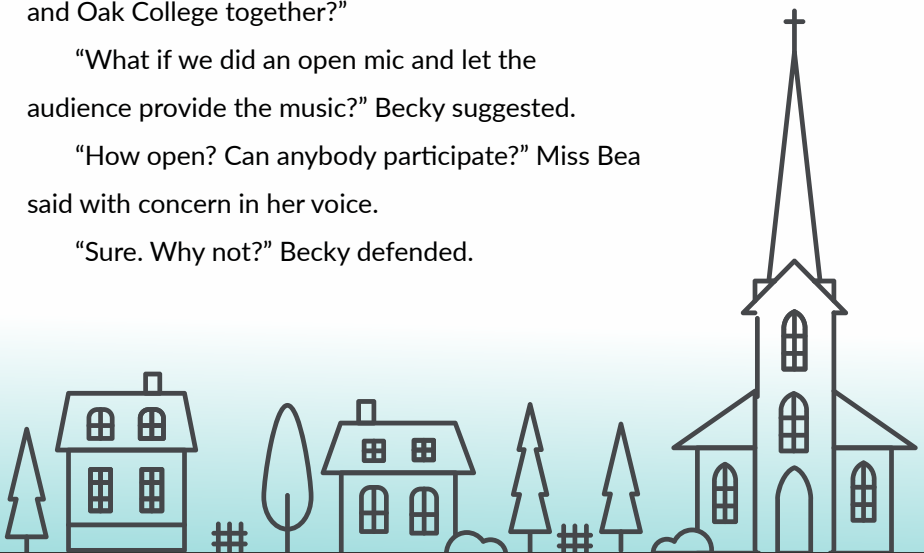 and Oak College together?”
“What if we did an open mic and let the
audience provide the music?” Becky suggested.
“How open? Can anybody participate?” Miss Bea
said with concern in her voice.
“Sure. Why not?” Becky defended.